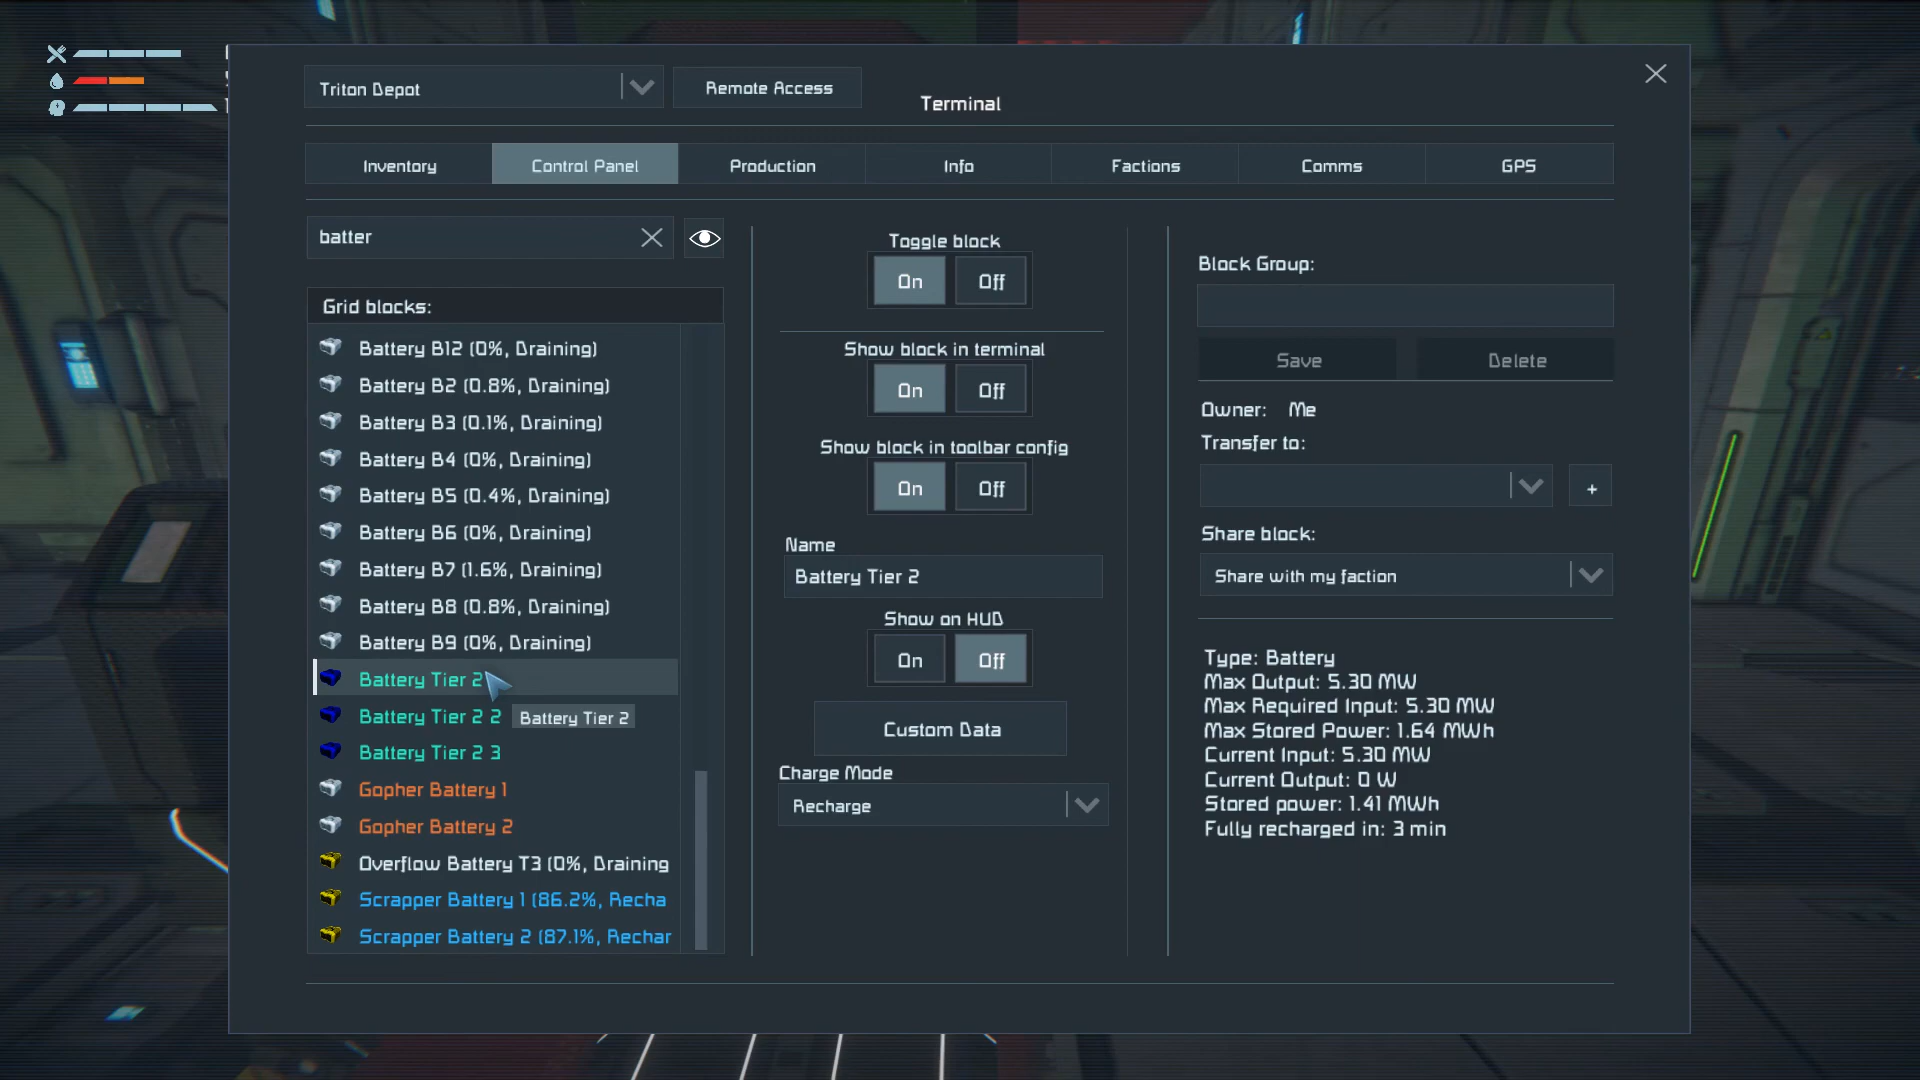 Triton Depot
Remote Access
Terminal
Inventory
Control Panel
Production
Info
Factions
Comms
GPS
batter
Grid blocks:
Battery B12 (0%, Draining)
Battery B2 (0.8%, Draining)
Battery B3 (0.1%, Draining)
Battery B4 (0%, Draining)
Battery B5 (0.4%, Draining)
Battery B6 (0%, Draining)
Battery B7 (1.6%, Draining)
Battery B8 (0.8%, Draining)
Battery B9 (0%, Draining)
Battery Tier 2
Battery Tier 2 2
Battery Tier 2
Battery Tier 2 3
Gopher Battery 1
Gopher Battery 2
Overflow Battery T3 (0%, Draining
Scrapper Battery 1 (86.2%, Recha
Scrapper Battery 2 (87.1%, Rechar
Toggle block
On
Off
Show block in terminal
On
Off
Show block in toolbar config
On
Off
Name
Battery Tier 2
Show on HUD
On
Off
Custom Data
Charge Mode
Recharge
Block Group:
Save
Delete
Owner: Me
Transfer to:
+
Share block:
Share with my faction
Type: Battery
Max Output: 5.30 MW
Max Required Input: 5.30 MW
Max Stored Power: 1.64 MWh
Current Input: 5.30 MW
Current Output: 0 W
Stored power: 1.41 MWh
Fully recharged in: 3 min